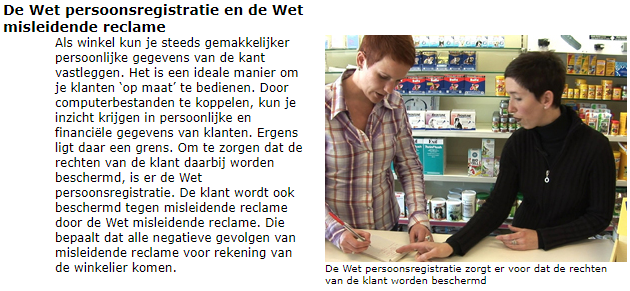 De Wet persoonsregistratie en de Wet
misleidende reclame
Als winkel kun je steeds gemakkelijker
persoonlijke gegevens van de kant
vastleggen. Het is een ideale manier om
je klanten ‘op maat’ te bedienen. Door
computerbestanden te koppelen, kun je
inzicht krijgen in persoonlijke en
financiële gegevens van klanten. Ergens
ligt daar een grens. Om te zorgen dat de
rechten van de klant daarbij worden
beschermd, is er de Wet
persoonsregistratie. De klant wordt ook
beschermd tegen misleidende reclame
door de Wet misleidende reclame. Die
bepaalt dat alle negatieve gevolgen van
misleidende reclame voor rekening van
de winkelier komen.
De Wet persoonsregistratie zorgt er voor dat de rechten
van de klant worden beschermd